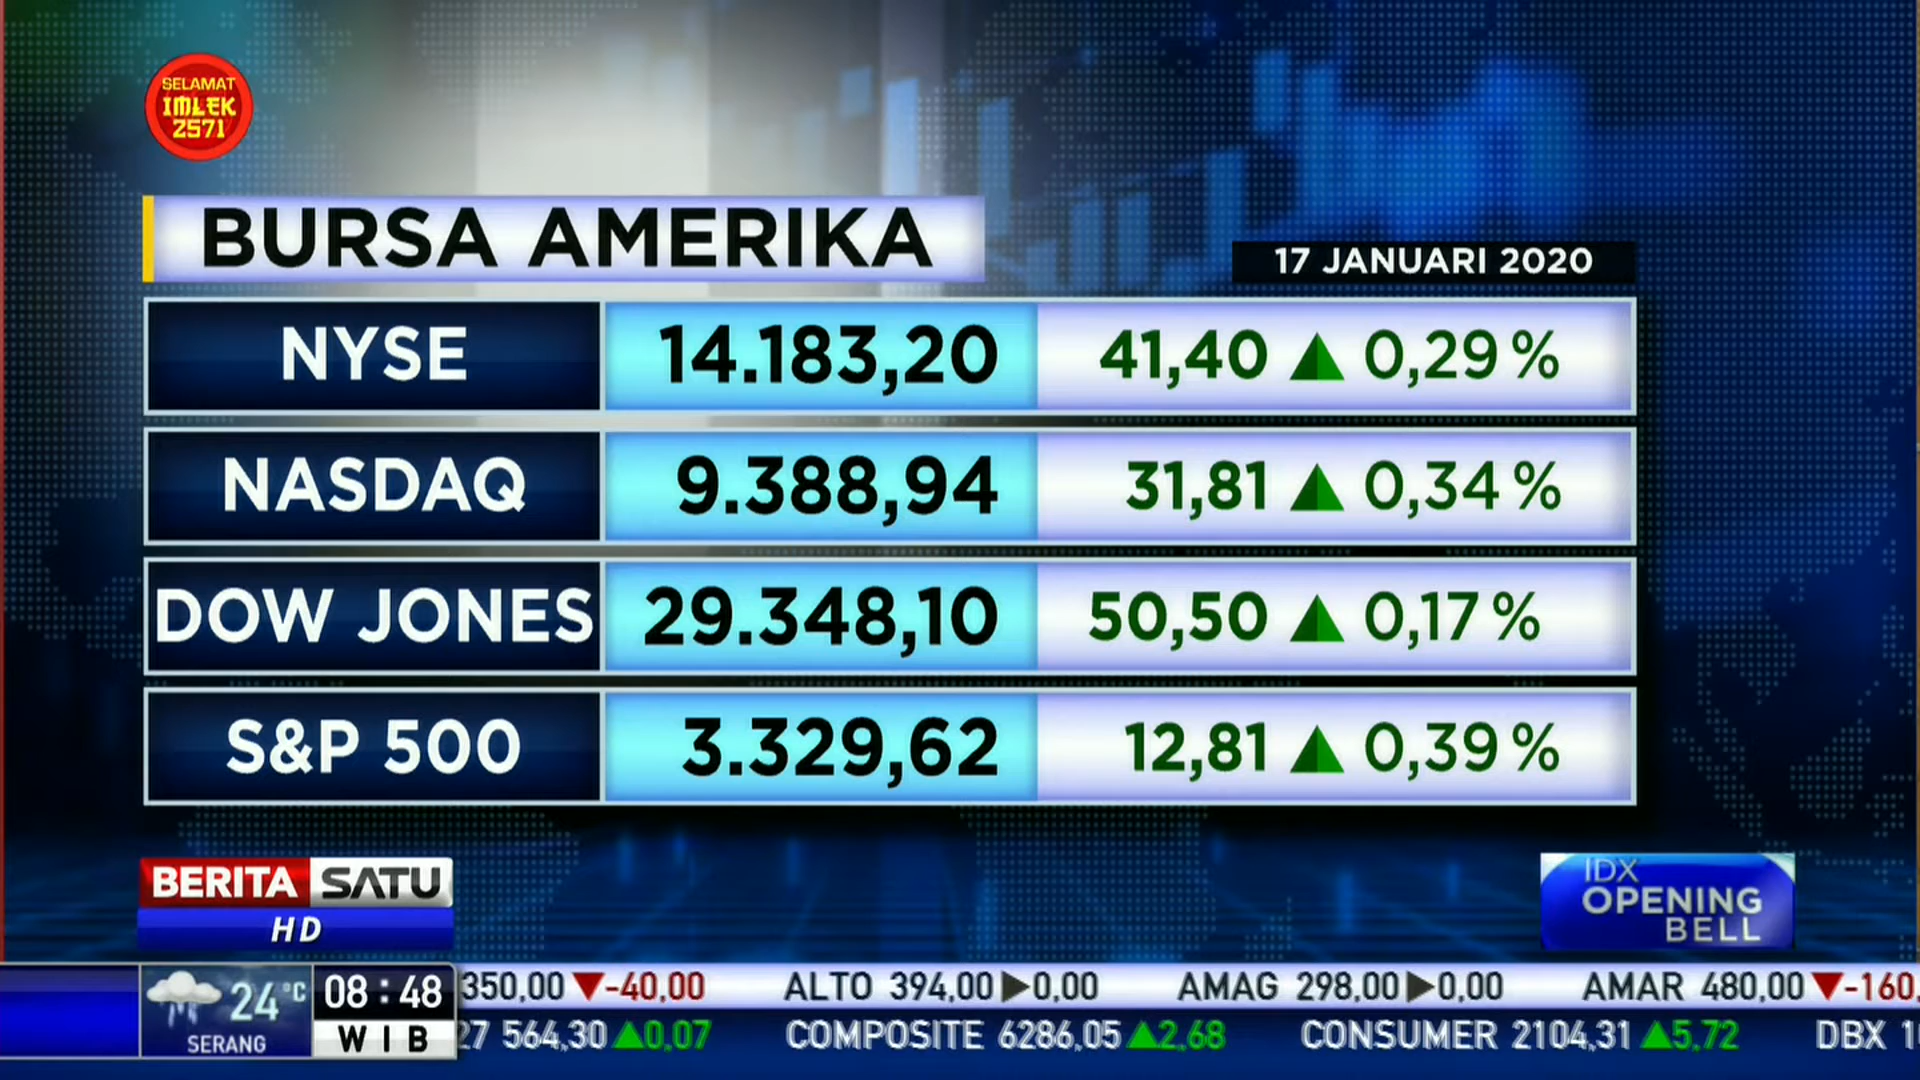 SELAMAT
IMLEK
2571
BURSA AMERIKA
17 JANUARI 2020
NYSE 14.183,20 41,40 ▲ 0,29 %
NASDAQ 9.388,94 31,81 ▲ 0,34 %
DOW JONES 29.348,10 50,50 ▲ 0,17 %
S&P 500 3.329,62 12,81 ▲ 0,39 %
BERITA SATU
HD
IDX
OPENING
BELL
24°C
SERANG
08:48
WIB
350,00 ▼-40,00 ALTO 394,00 ▶0,00 AMAG 298,00 ▶0,00 AMAR 480,00 ▼-160,
27 564,30 ▲0,07 COMPOSITE 6286,05 ▲2,68 CONSUMER 2104,31 ▲5,72 DBX